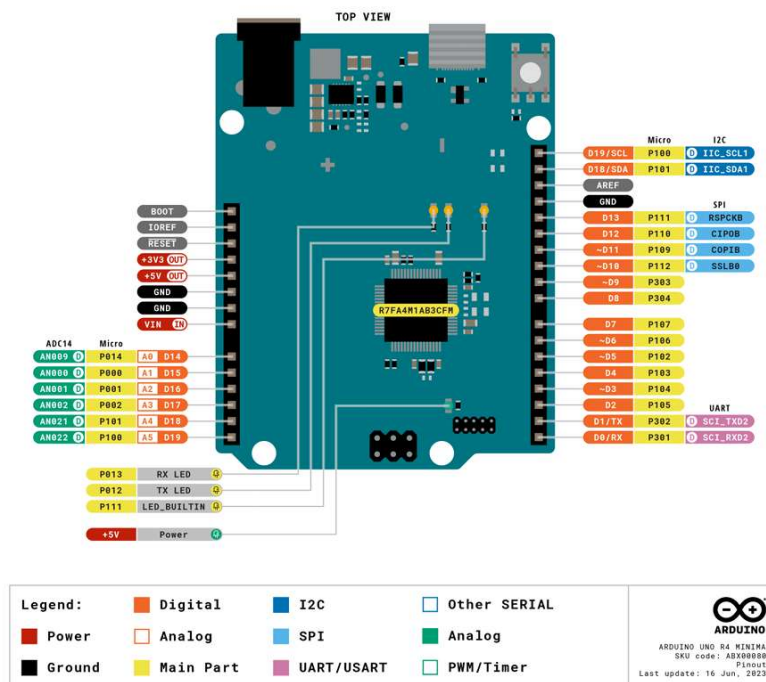 TOP VIEW
Micro I2C
D19/SCL P100 D IIC_SCL1
D18/SDA P101 D IIC_SDA1
AREF
GND
SPI
D13 P111 D RSPCKB
D12 P110 D CIPOB
~D11 P109 D COPIB
~D10 P112 D SSLB0
~D9 P303
D8 P304
BOOT
IOREF
RESET
+3V3 OUT
+5V OUT
GND
GND
VIN IN
R7FA4M1AB3CFM
D7 P107
~D6 P106
~D5 P102
D4 P103
~D3 P104
D2 P105
UART
D1/TX P302 D SCI_TXD2
D0/RX P301 D SCI_RXD2
ADC14 Micro
AN009 D P014 A0 D14
AN000 D P000 A1 D15
AN001 D P001 A2 D16
AN002 D P002 A3 D17
AN021 D P101 A4 D18
AN022 D P100 A5 D19
P013 RX LED
P012 TX LED
P111 LED_BUILTIN
+5V Power
Legend:
Power
Ground
Digital
Analog
Main Part
I2C
SPI
UART/USART
Other SERIAL
Analog
PWM/Timer
ARDUINO
ARDUINO UNO R4 MINIMA
SKU code: ABX00080
Pinout
Last update: 16 Jun, 2023